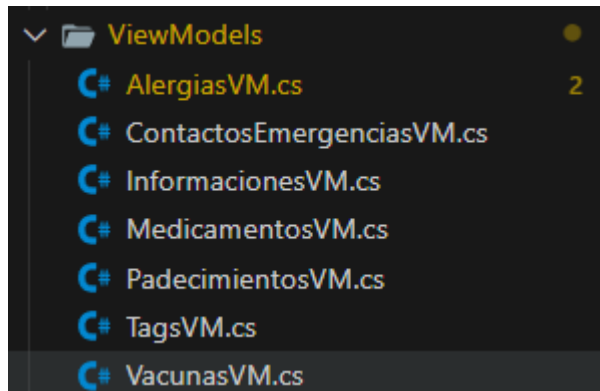 ViewModels
C# AlergiasVM.cs 2
C# ContactosEmergenciasVM.cs
C# InformacionesVM.cs
C# MedicamentosVM.cs
C# PadecimientosVM.cs
C# TagsVM.cs
C# VacunasVM.cs